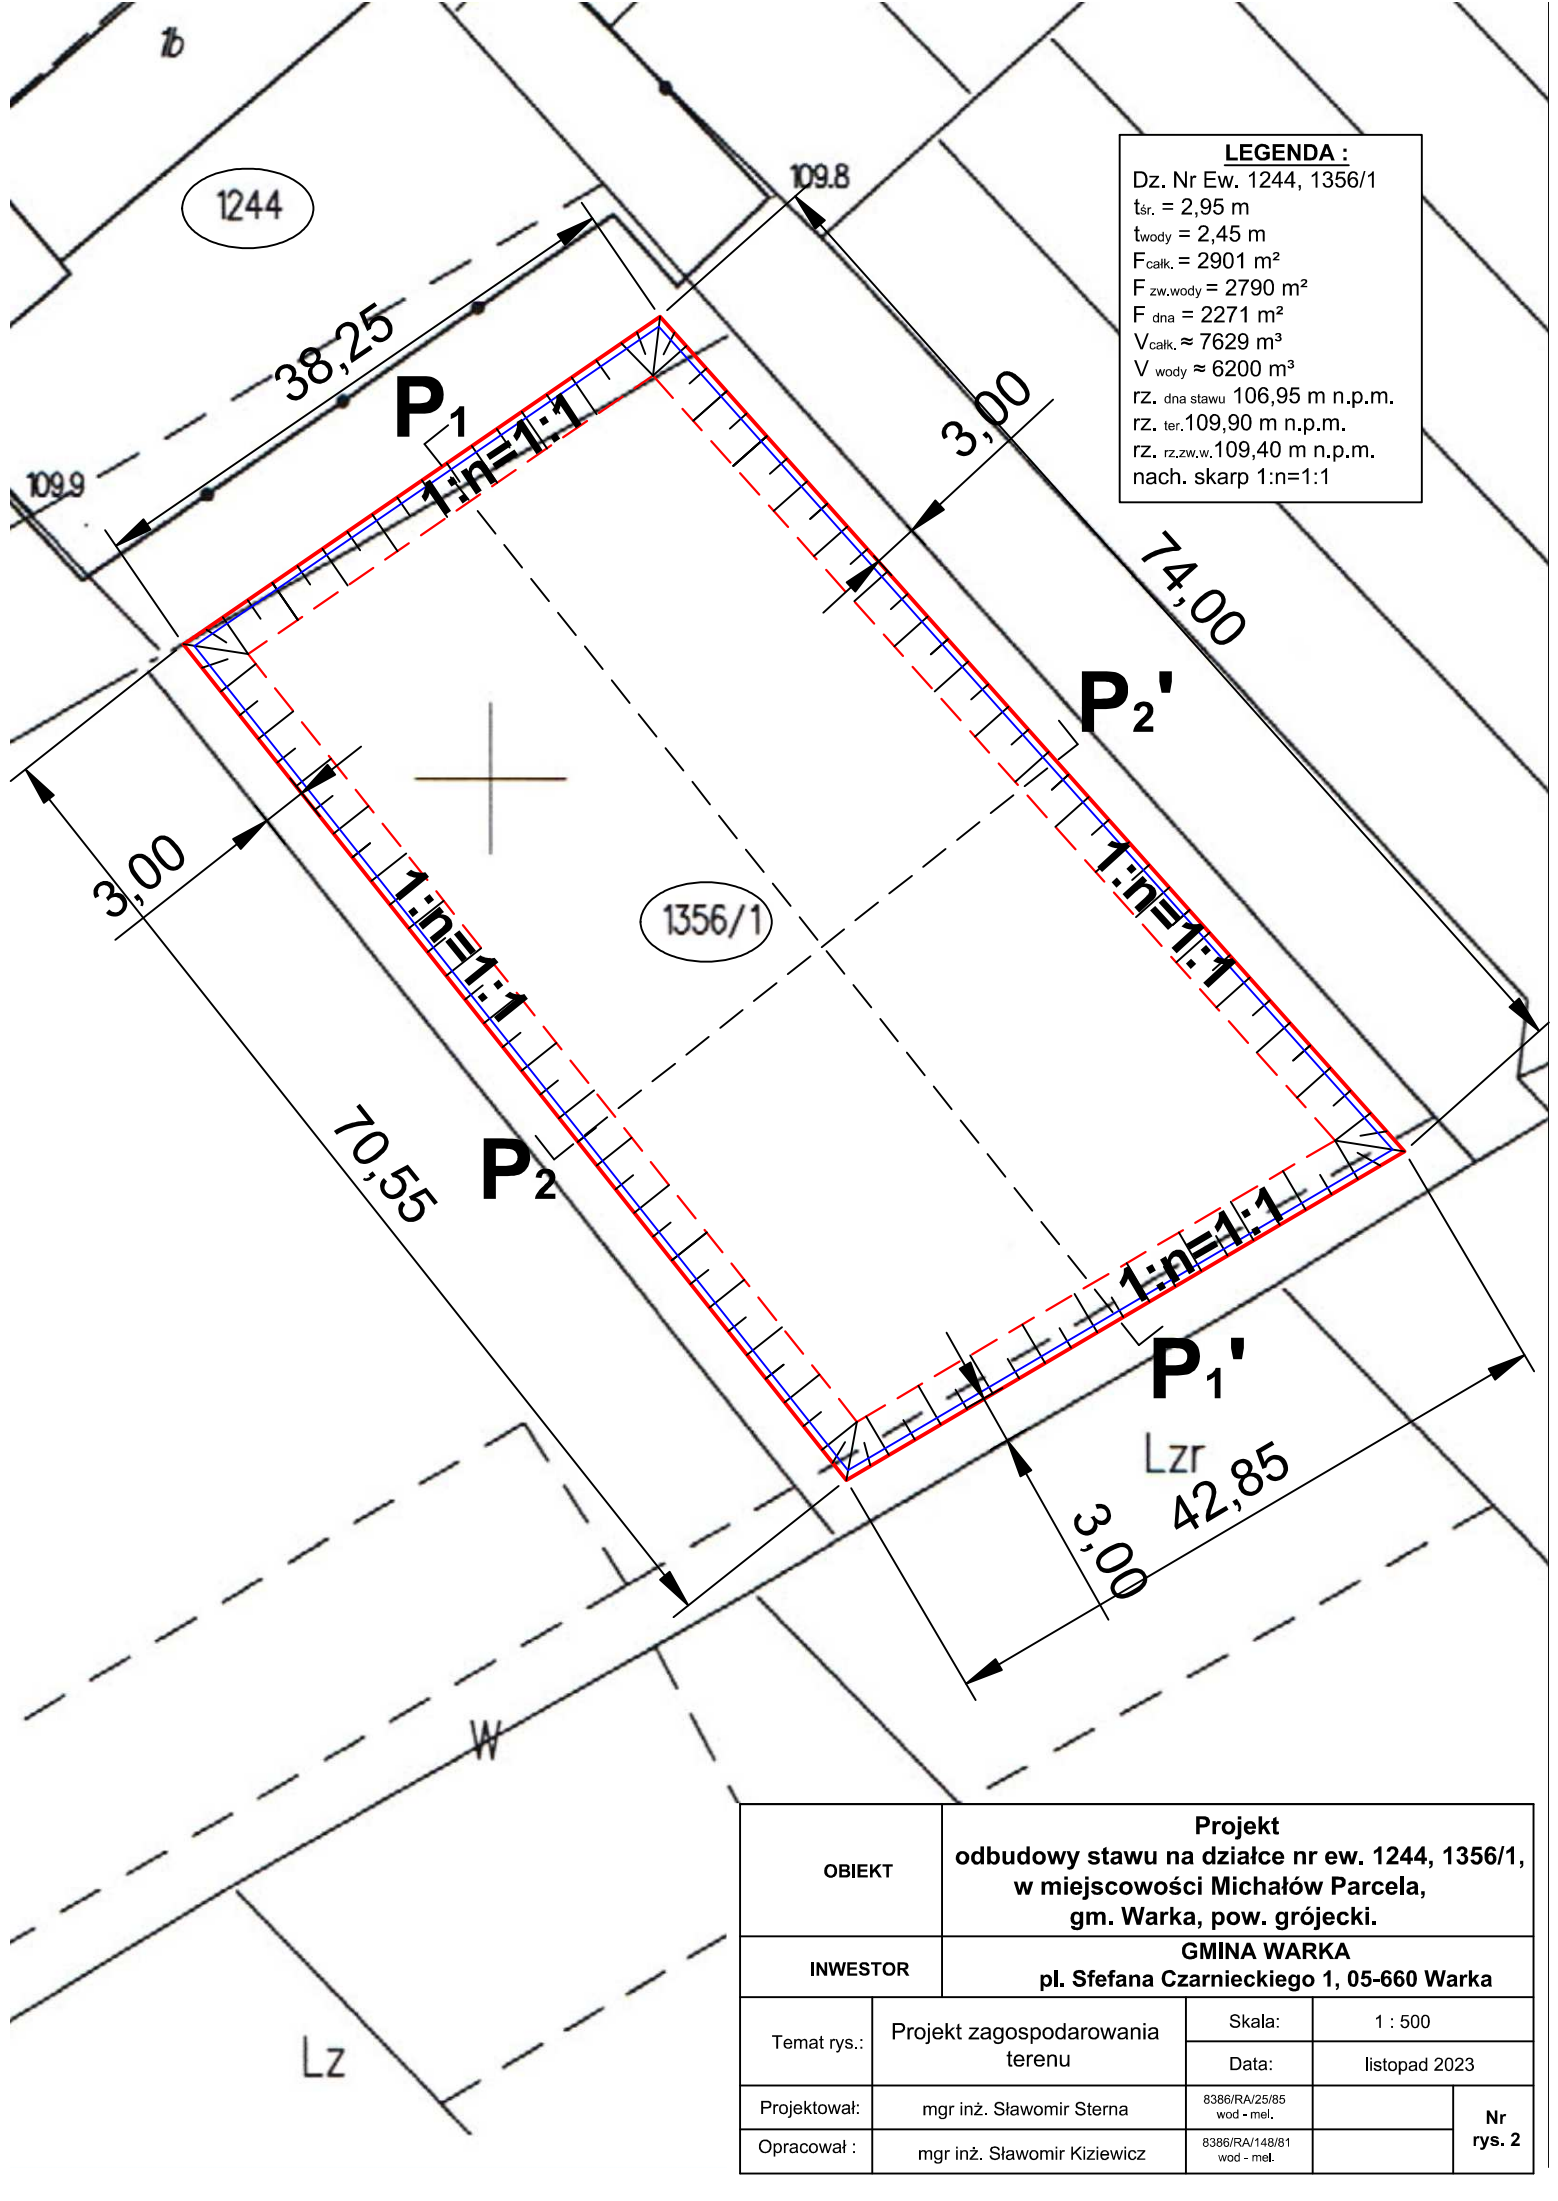 1b
1244
109.8
109.9
LEGENDA :
Dz. Nr Ew. 1244, 1356/1
tśr. = 2,95 m
twody = 2,45 m
Fcałk. = 2901 m²
F zw.wody = 2790 m²
F dna = 2271 m²
Vcałk. ≈ 7629 m³
V wody ≈ 6200 m³
rz. dna stawu 106,95 m n.p.m.
rz. ter.109,90 m n.p.m.
rz. rz.zw.w.109,40 m n.p.m.
nach. skarp 1:n=1:1
38,25
P1
1:n=1:1
3,00
74,00
P2'
3,00
1:n=1:1
1356/1
1:n=1:1
70,55
P2
1:n=1:1
P1'
Lzr
42,85
3,00
W
Lz
OBIEKT
Projekt
odbudowy stawu na działce nr ew. 1244, 1356/1,
w miejscowości Michałów Parcela,
gm. Warka, pow. grójecki.
INWESTOR
GMINA WARKA
pl. Sfefana Czarnieckiego 1, 05-660 Warka
Temat rys.:
Projekt zagospodarowania
terenu
Skala:
1 : 500
Data:
listopad 2023
Projektował:
mgr inż. Sławomir Sterna
8386/RA/25/85
wod - mel.
Opracował :
mgr inż. Sławomir Kiziewicz
8386/RA/148/81
wod - mel.
Nr
rys. 2